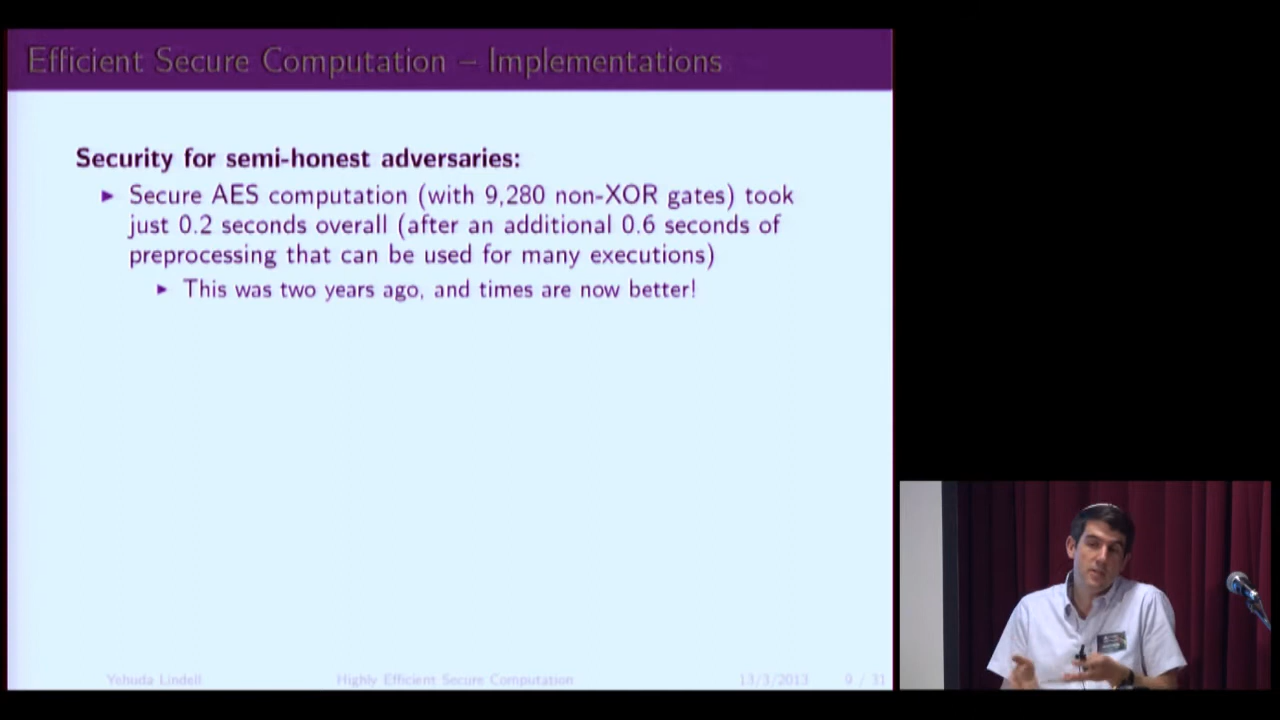 Efficient Secure Computation – Implementations
Security for semi-honest adversaries:
▶ Secure AES computation (with 9,280 non-XOR gates) took
just 0.2 seconds overall (after an additional 0.6 seconds of
preprocessing that can be used for many executions)
▶ This was two years ago, and times are now better!
Yehuda Lindell Highly Efficient Secure Computation 13/3/2013 9 / 31